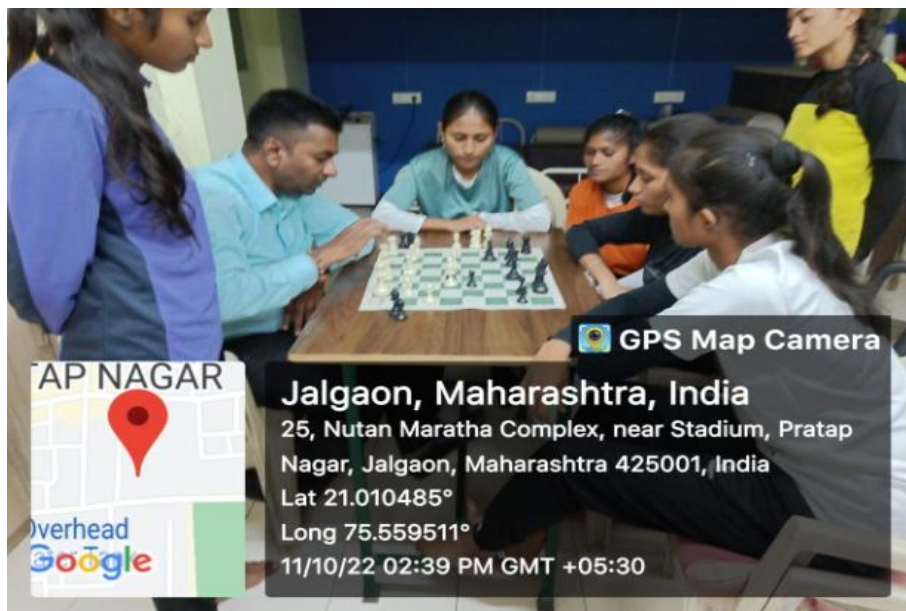 GPS Map Camera
AP NAGAR
Overhead
Google
Jalgaon, Maharashtra, India
25, Nutan Maratha Complex, near Stadium, Pratap
Nagar, Jalgaon, Maharashtra 425001, India
Lat 21.010485°
Long 75.559511°
11/10/22 02:39 PM GMT +05:30